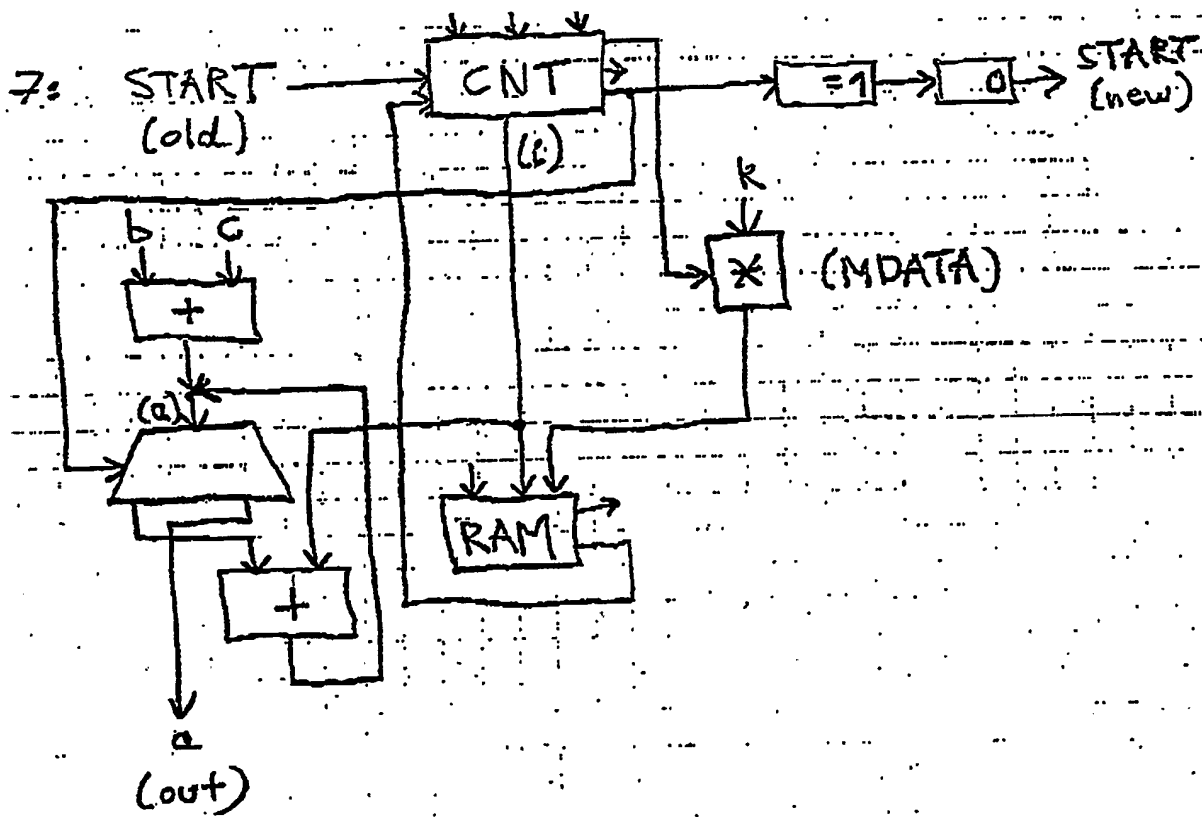 7: START
(old)
CNT
=1
0
START
(new)
(i)
b c
+
k
*
(MDATA)
(a)
RAM
+
a
(out)